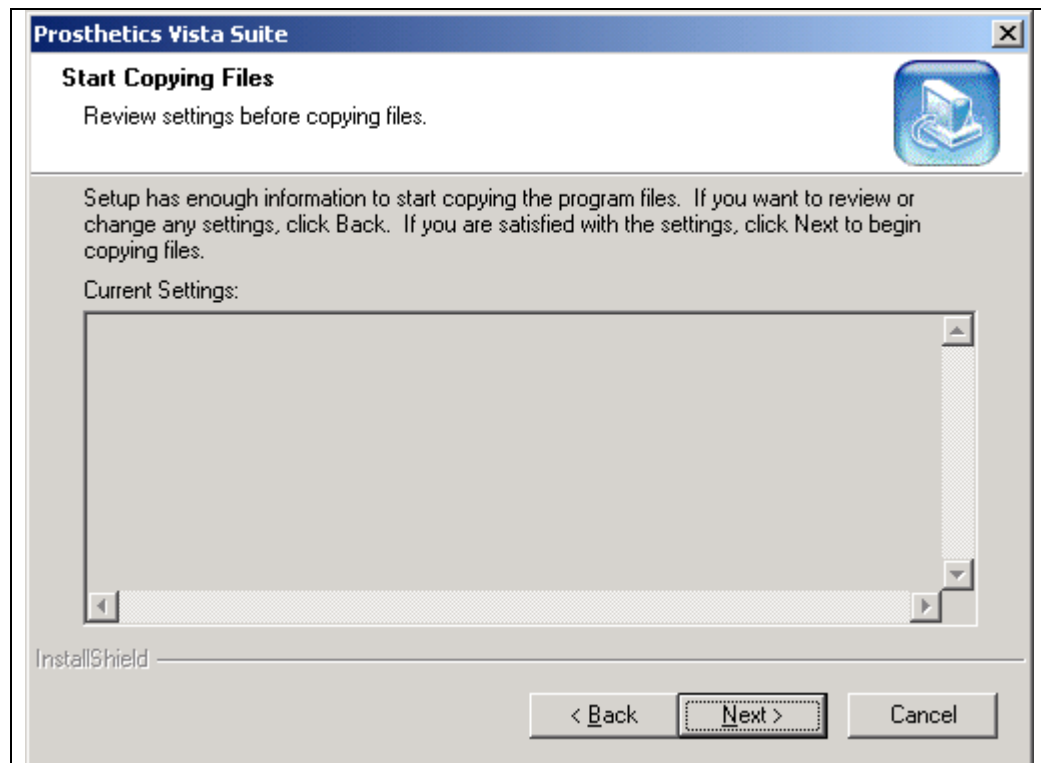 Prosthetics Vista Suite
Start Copying Files
Review settings before copying files.
Setup has enough information to start copying the program files.  If you want to review or
change any settings, click Back.  If you are satisfied with the settings, click Next to begin
copying files.
Current Settings:
InstallShield
< Back
Next >
Cancel